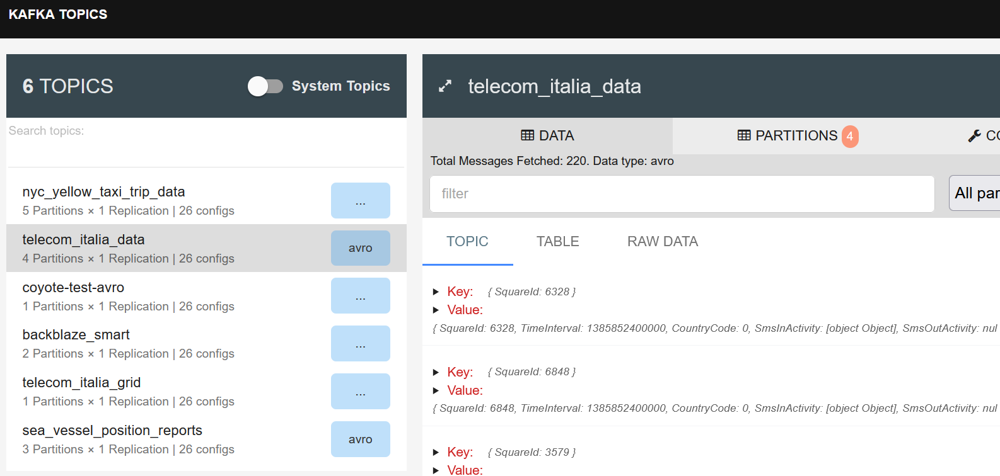 KAFKA TOPICS
6 TOPICS
System Topics
Search topics:
nyc_yellow_taxi_trip_data
5 Partitions × 1 Replication | 26 configs
...
telecom_italia_data
4 Partitions × 1 Replication | 26 configs
avro
coyote-test-avro
1 Partitions × 1 Replication | 26 configs
...
backblaze_smart
2 Partitions × 1 Replication | 26 configs
...
telecom_italia_grid
1 Partitions × 1 Replication | 26 configs
...
sea_vessel_position_reports
3 Partitions × 1 Replication | 26 configs
avro
telecom_italia_data
DATA
PARTITIONS 4
CO
Total Messages Fetched: 220. Data type: avro
filter
All par
TOPIC TABLE RAW DATA
Key: { SquareId: 6328 }
Value:
{ SquareId: 6328, TimeInterval: 1385852400000, CountryCode: 0, SmsInActivity: [object Object], SmsOutActivity: nul
Key: { SquareId: 6848 }
Value:
{ SquareId: 6848, TimeInterval: 1385852400000, CountryCode: 0, SmsInActivity: [object Object], SmsOutActivity: nul
Key: { SquareId: 3579 }
Value: